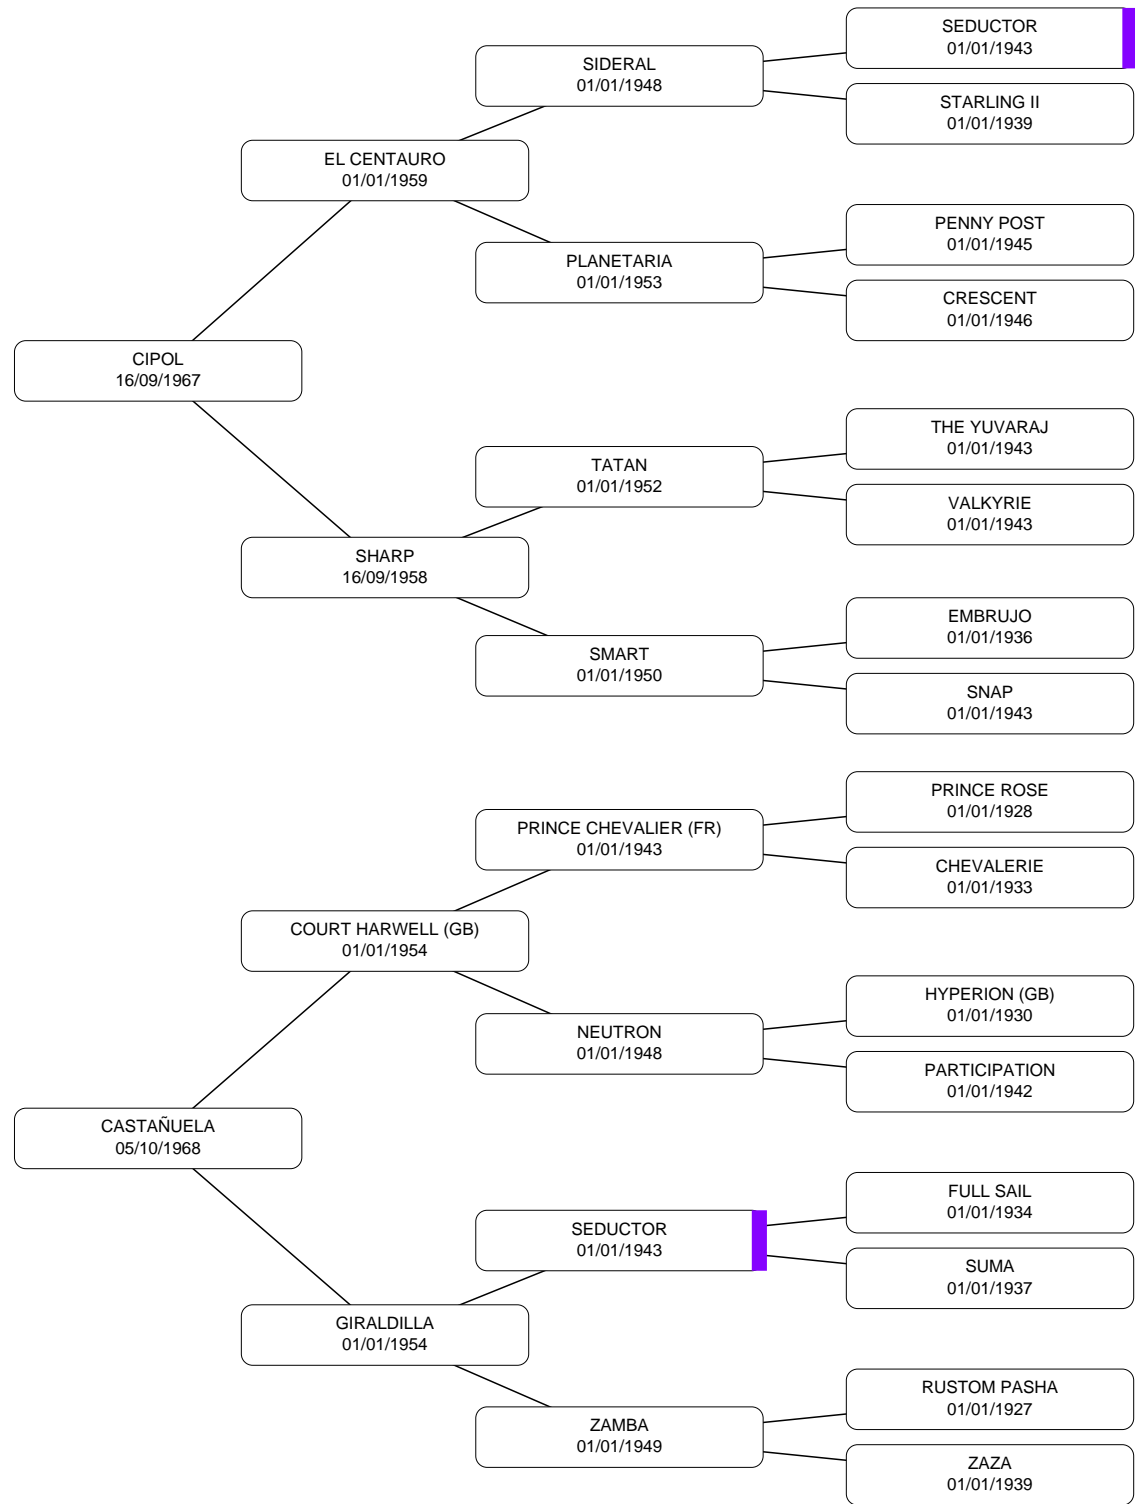 SEDUCTOR
01/01/1943
SIDERAL
01/01/1948
STARLING II
01/01/1939
EL CENTAURO
01/01/1959
PENNY POST
01/01/1945
PLANETARIA
01/01/1953
CRESCENT
01/01/1946
CIPOL
16/09/1967
THE YUVARAJ
01/01/1943
TATAN
01/01/1952
VALKYRIE
01/01/1943
SHARP
16/09/1958
EMBRUJO
01/01/1936
SMART
01/01/1950
SNAP
01/01/1943
PRINCE ROSE
01/01/1928
PRINCE CHEVALIER (FR)
01/01/1943
CHEVALERIE
01/01/1933
COURT HARWELL (GB)
01/01/1954
HYPERION (GB)
01/01/1930
NEUTRON
01/01/1948
PARTICIPATION
01/01/1942
CASTAÑUELA
05/10/1968
FULL SAIL
01/01/1934
SEDUCTOR
01/01/1943
SUMA
01/01/1937
GIRALDILLA
01/01/1954
RUSTOM PASHA
01/01/1927
ZAMBA
01/01/1949
ZAZA
01/01/1939